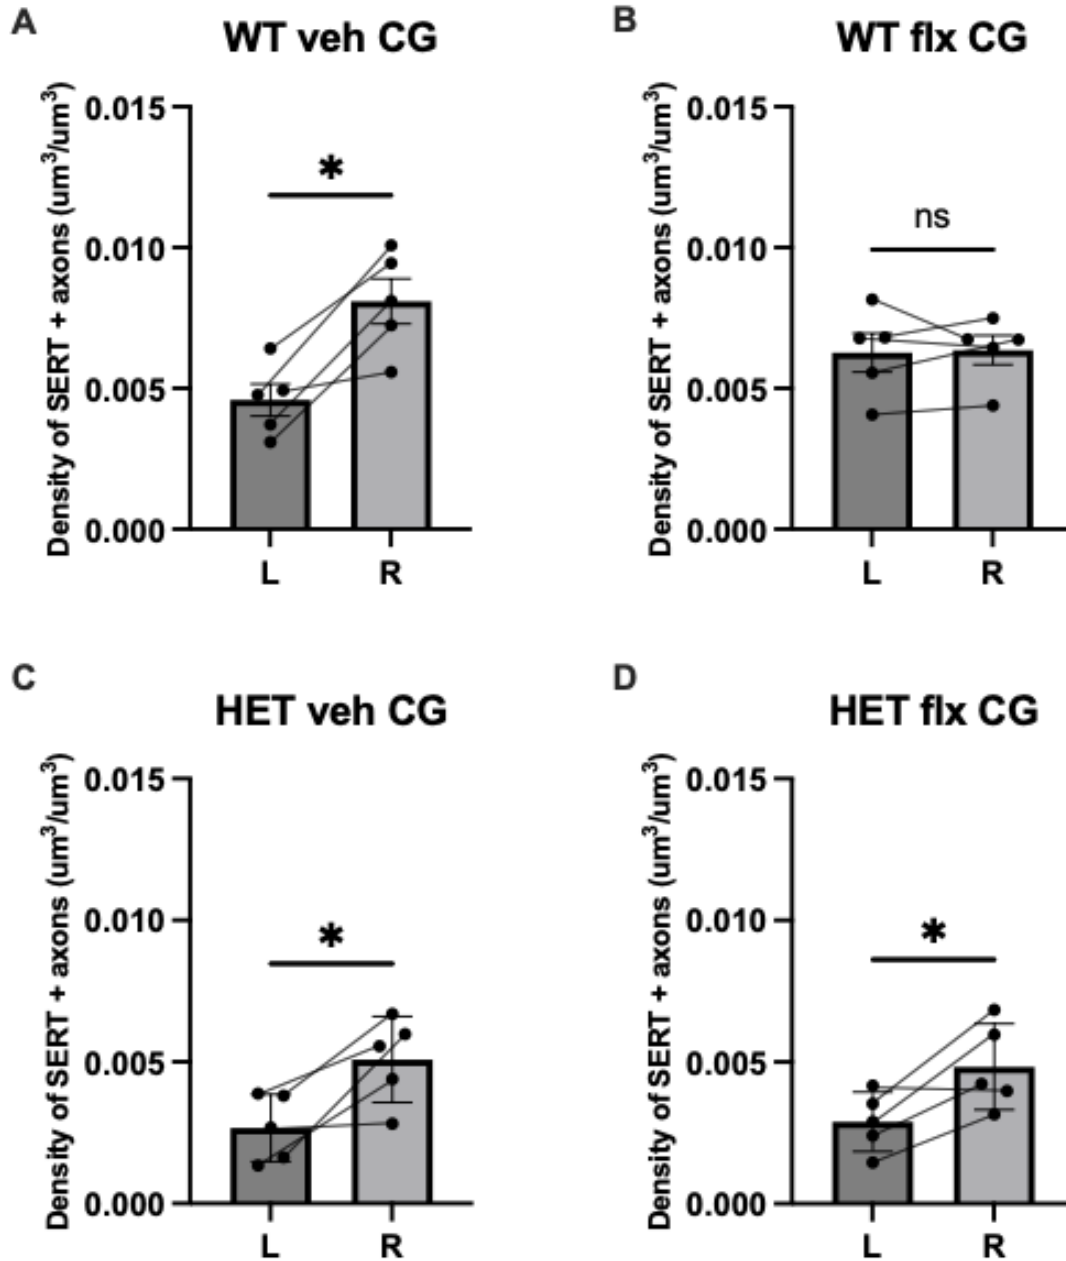 A
WT veh CG
Density of SERT + axons (um³/um³)
0.015
0.010
0.005
0.000
*
L
R
B
WT flx CG
Density of SERT + axons (um³/um³)
0.015
0.010
0.005
0.000
ns
L
R
C
HET veh CG
Density of SERT + axons (um³/um³)
0.015
0.010
0.005
0.000
*
L
R
D
HET flx CG
Density of SERT + axons (um³/um³)
0.015
0.010
0.005
0.000
*
L
R